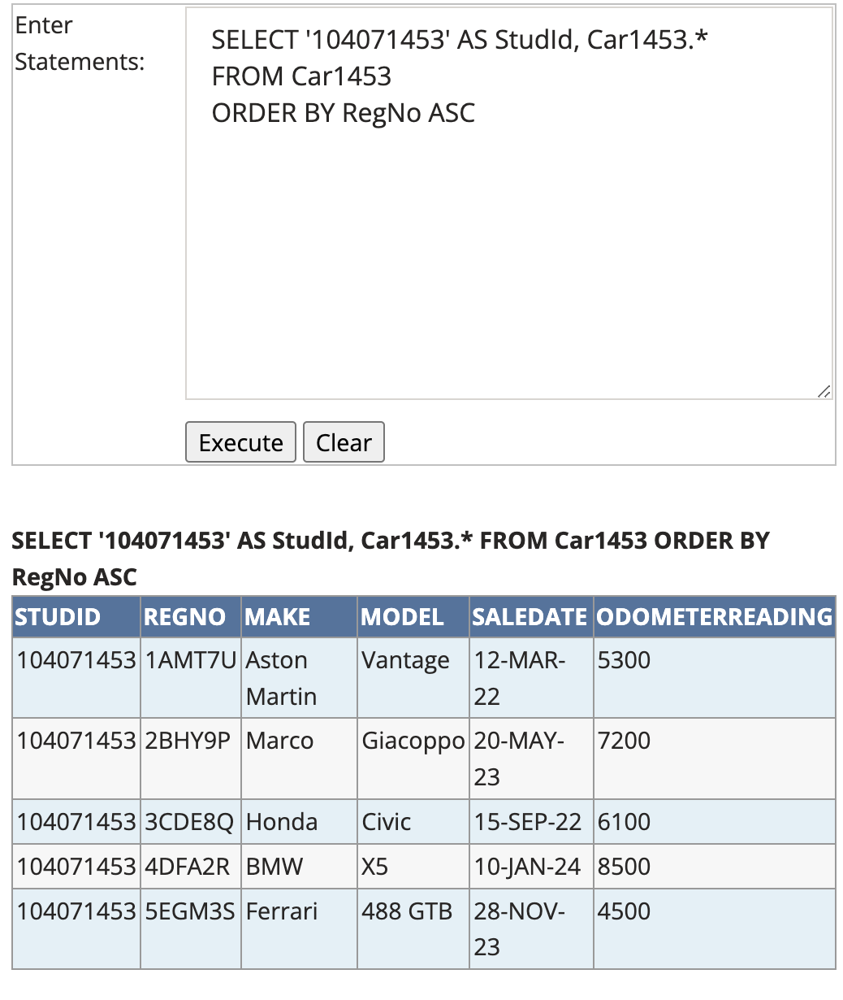 Enter
Statements:
SELECT '104071453' AS StudId, Car1453.*
FROM Car1453
ORDER BY RegNo ASC
Execute Clear
SELECT '104071453' AS StudId, Car1453.* FROM Car1453 ORDER BY
RegNo ASC
STUDID REGNO MAKE MODEL SALEDATE ODOMETERREADING
104071453 1AMT7U Aston Vantage 12-MAR- 5300
Martin 22
104071453 2BHY9P Marco Giacoppo 20-MAY- 7200
23
104071453 3CDE8Q Honda Civic 15-SEP-22 6100
104071453 4DFA2R BMW X5 10-JAN-24 8500
104071453 5EGM3S Ferrari 488 GTB 28-NOV- 4500
23